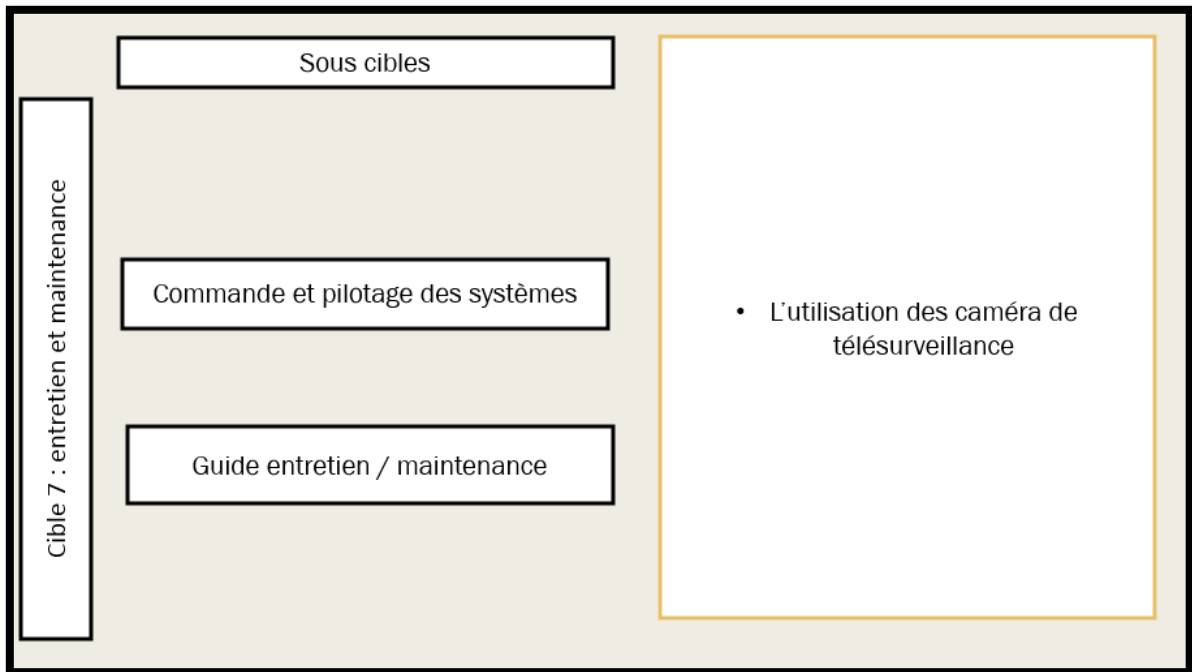 Sous cibles
Cible 7 : entretien et maintenance
Commande et pilotage des systèmes
Guide entretien / maintenance
• L'utilisation des caméra de
télésurveillance